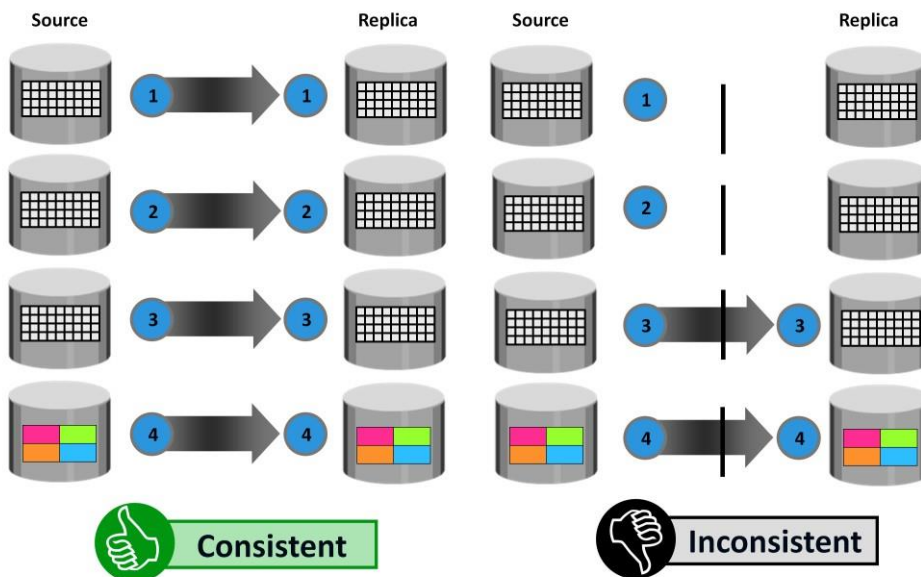 Source Replica Source Replica
1 1 1
2 2 2
3 3 3 3
4 4 4 4
Consistent Inconsistent